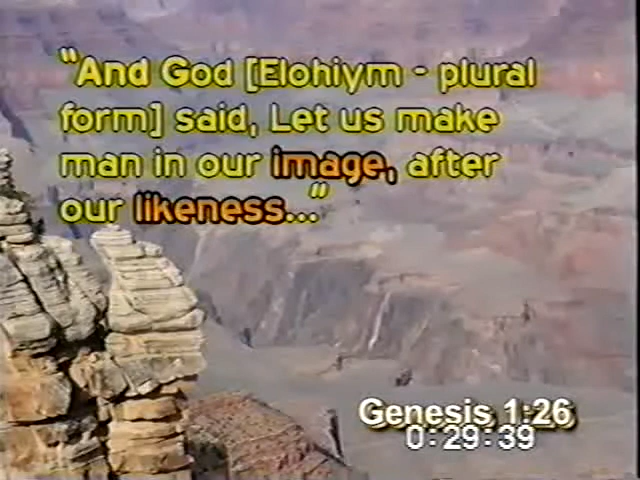 “And God [Elohiym - plural
form] said, Let us make
man in our image, after
our likeness...”
Genesis 1:26
0:29:39